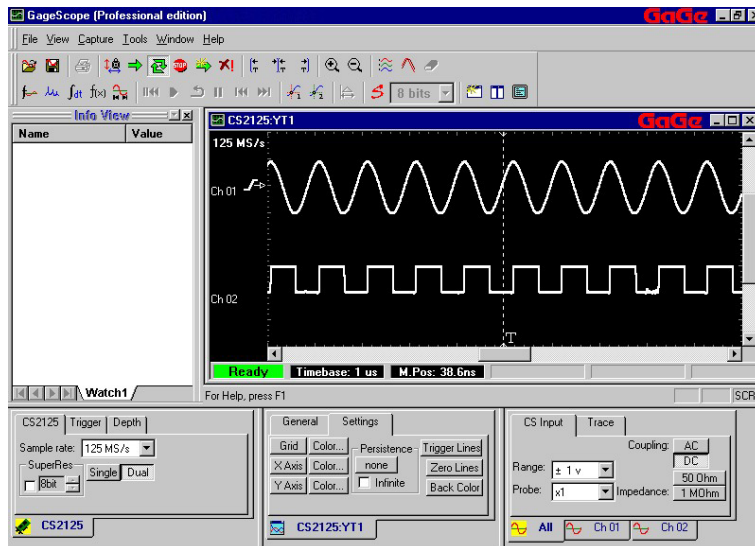 GageScope (Professional edition)
GaGe
File View Capture Tools Window Help
STOP
∫dt f(x) 8 bits
Info View
Name Value
Watch1
CS2125:YT1
GaGe
125 MS/s
Ch 01
Ch 02
T
Ready Timebase: 1 us M.Pos: 38.6ns
For Help, press F1
SCR
CS2125 Trigger Depth
Sample rate: 125 MS/s
SuperRes
8bit
Single Dual
CS2125
General Settings
Grid Color...
X Axis Color...
Y Axis Color...
Persistence
none
Infinite
Trigger Lines
Zero Lines
Back Color
CS2125:YT1
CS Input Trace
Coupling: AC
DC
Range: ± 1 v
50 Ohm
Probe: x1
Impedance: 1 MOhm
All Ch 01 Ch 02